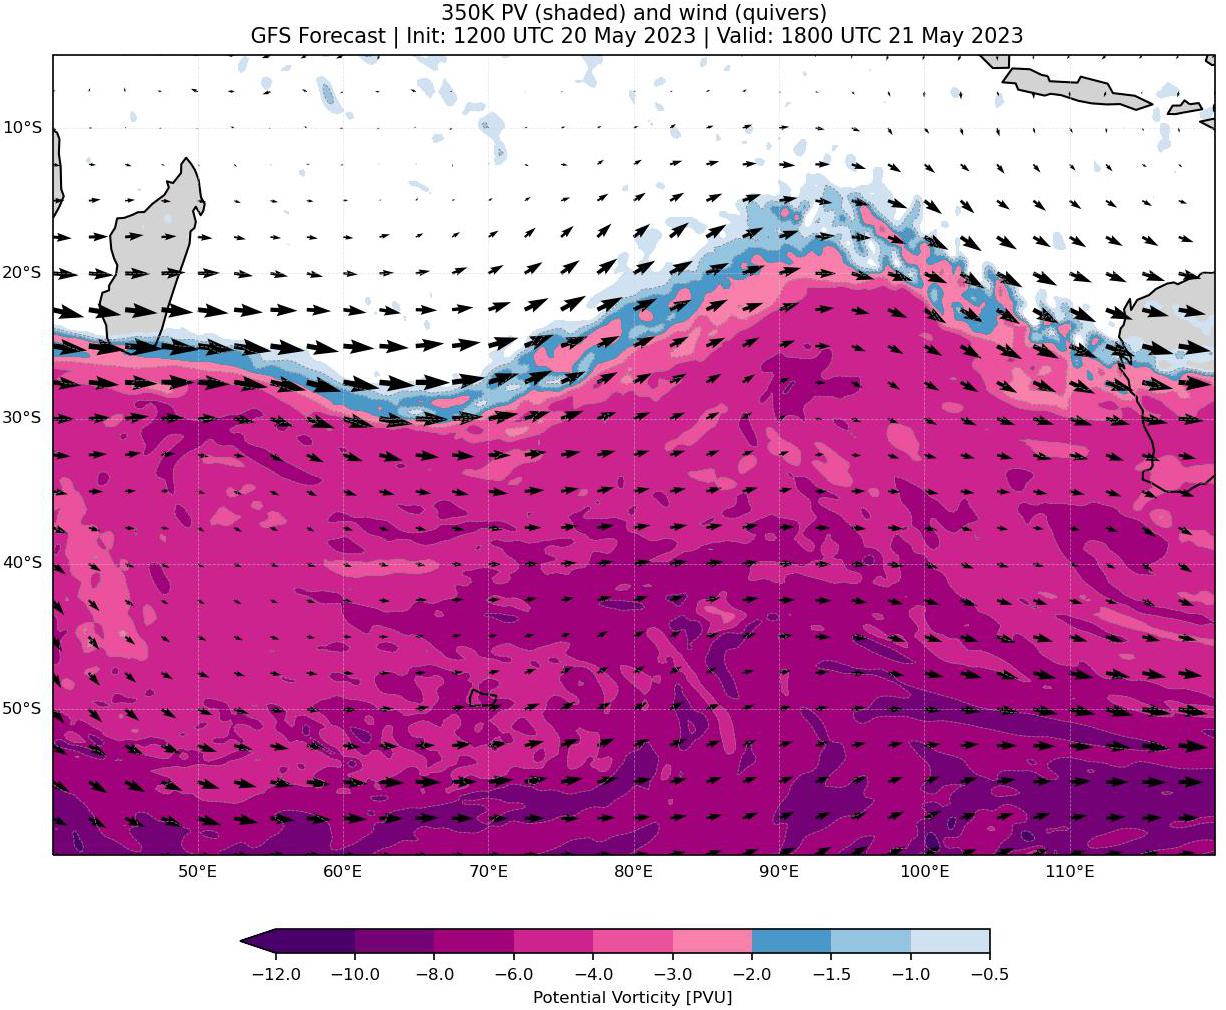 350K PV (shaded) and wind (quivers)
GFS Forecast | Init: 1200 UTC 20 May 2023 | Valid: 1800 UTC 21 May 2023
10°S
20°S
30°S
40°S
50°S
50°E 60°E 70°E 80°E 90°E 100°E 110°E
−12.0 −10.0 −8.0 −6.0 −4.0 −3.0 −2.0 −1.5 −1.0 −0.5
Potential Vorticity [PVU]